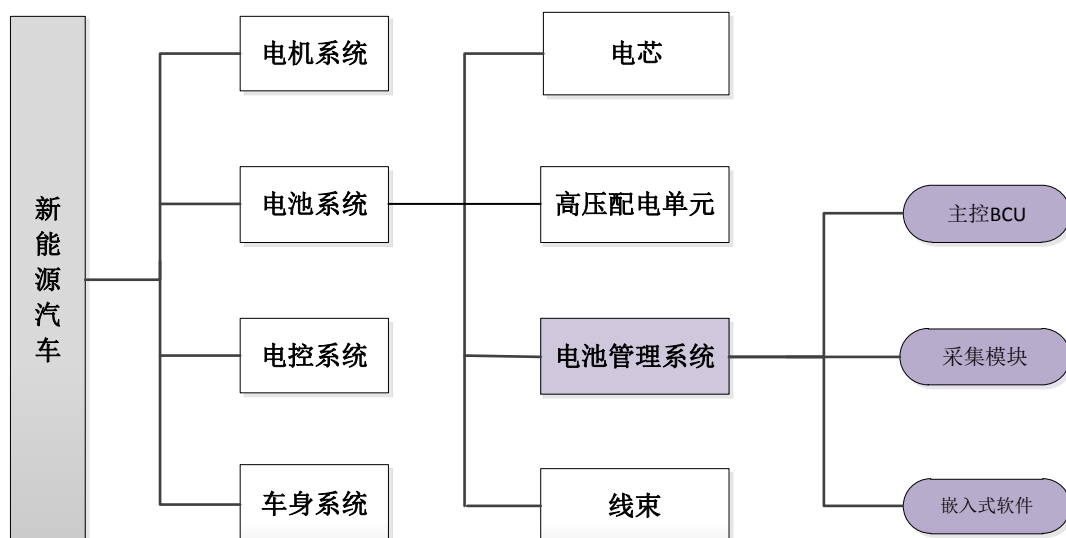 新能源汽车
电机系统
电池系统
电控系统
车身系统
电芯
高压配电单元
电池管理系统
线束
主控BCU
采集模块
嵌入式软件